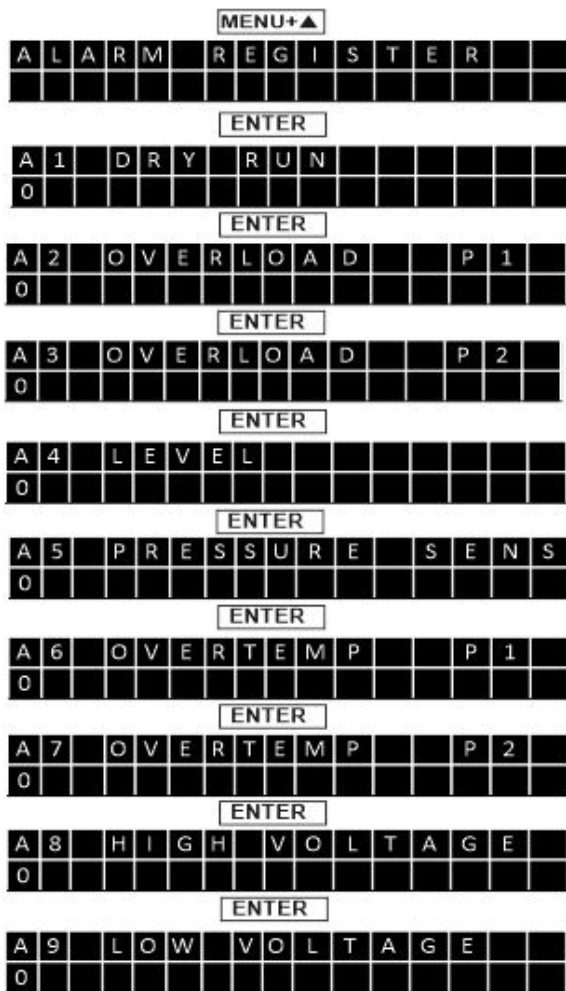 MENU+▲
ALARM REGISTER
ENTER
A1 DRY RUN
0
ENTER
A2 OVERLOAD P1
0
ENTER
A3 OVERLOAD P2
0
ENTER
A4 LEVEL
0
ENTER
A5 PRESSURE SENS
0
ENTER
A6 OVERTEMP P1
0
ENTER
A7 OVERTEMP P2
0
ENTER
A8 HIGH VOLTAGE
0
ENTER
A9 LOW VOLTAGE
0